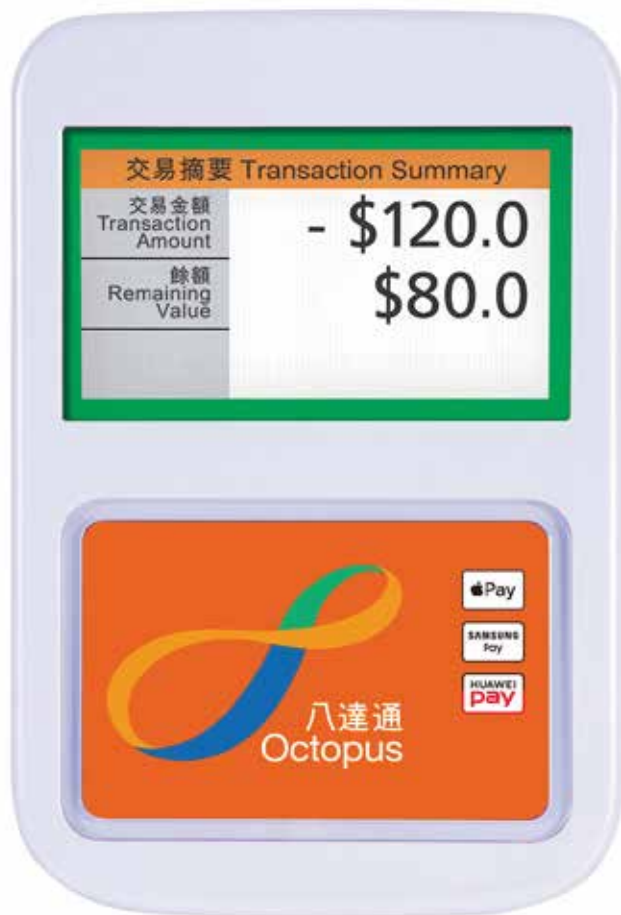 交易摘要 Transaction Summary
交易金額
Transaction
Amount
- $120.0
餘額
Remaining
Value
$80.0
Pay
SAMSUNG
Pay
HUAWEI
pay
八達通
Octopus